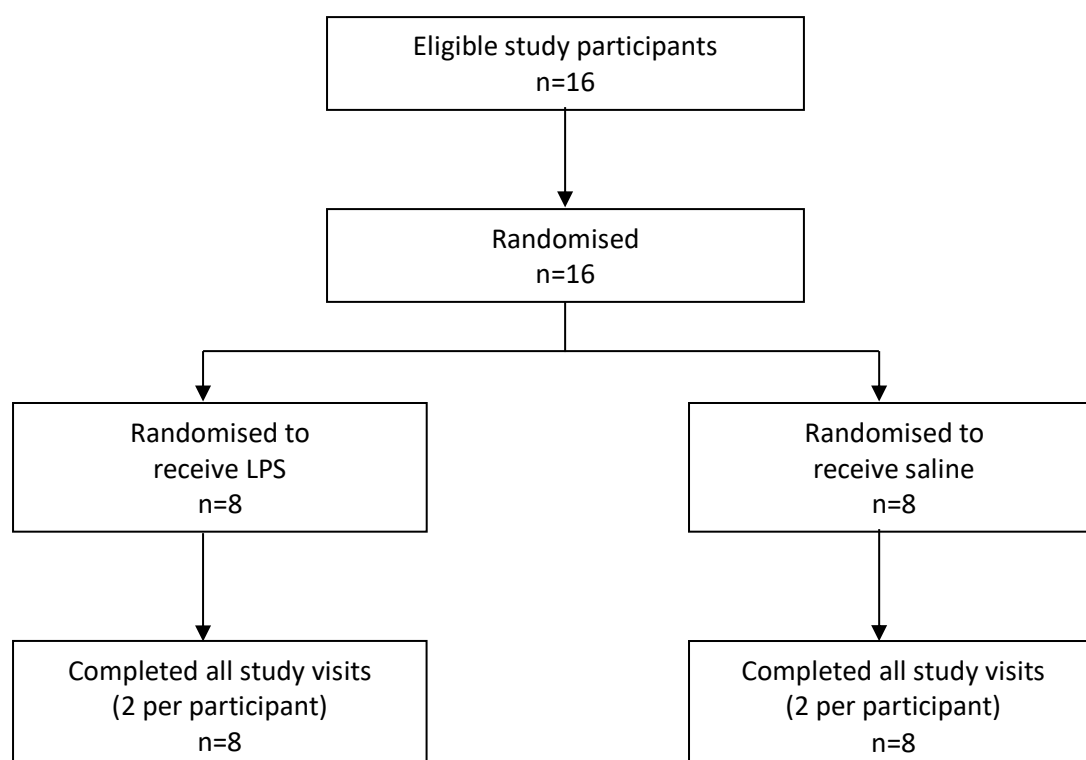 Eligible study participants
n=16
Randomised
n=16
Randomised to
receive LPS
n=8
Randomised to
receive saline
n=8
Completed all study visits
(2 per participant)
n=8
Completed all study visits
(2 per participant)
n=8